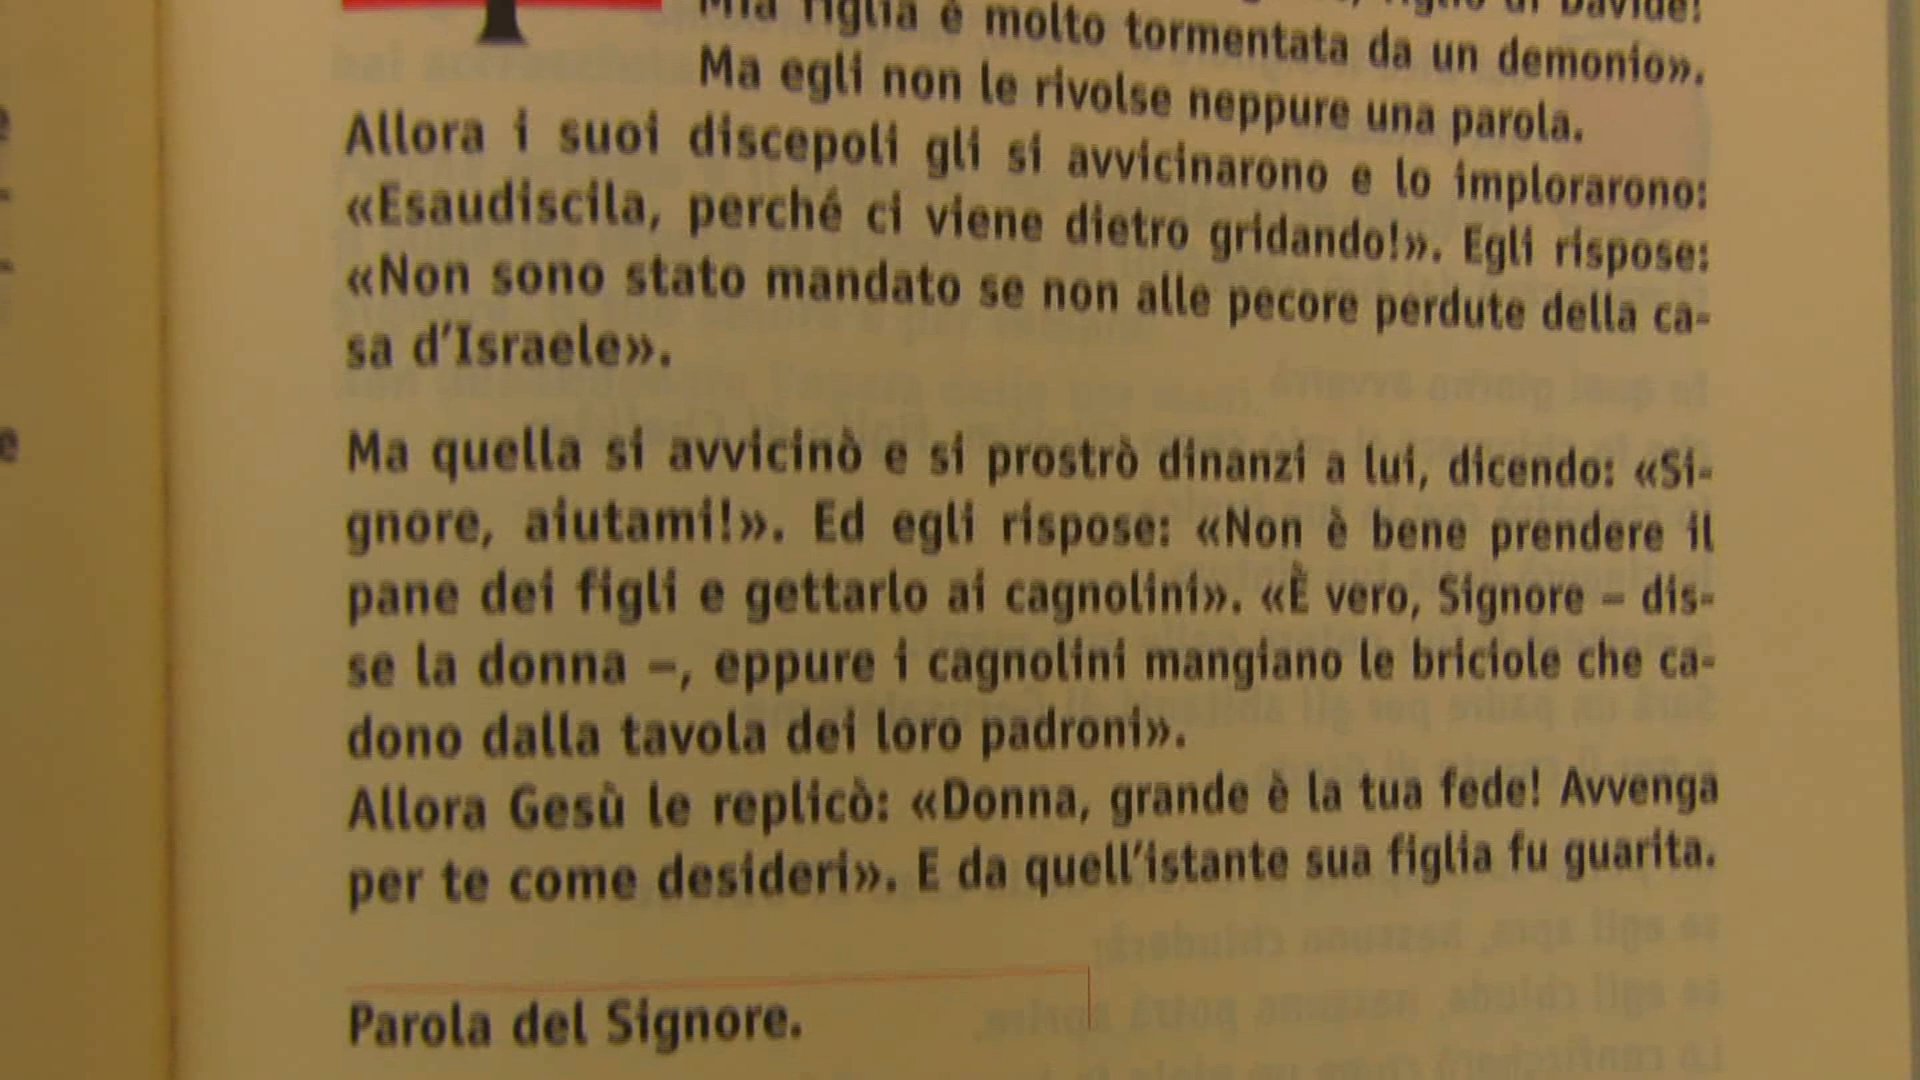 Mia figlia è molto tormentata da un demonio».
Ma egli non le rivolse neppure una parola.
Allora i suoi discepoli gli si avvicinarono e lo implorarono:
«Esaudiscila, perché ci viene dietro gridando!». Egli rispose:
«Non sono stato mandato se non alle pecore perdute della ca-
sa d'Israele».
Ma quella si avvicinò e si prostrò dinanzi a lui, dicendo: «Si-
gnore, aiutami!». Ed egli rispose: «Non è bene prendere il
pane dei figli e gettarlo ai cagnolini». «È vero, Signore – dis-
se la donna –, eppure i cagnolini mangiano le briciole che ca-
dono dalla tavola dei loro padroni».
Allora Gesù le replicò: «Donna, grande è la tua fede! Avvenga
per te come desideri». E da quell'istante sua figlia fu guarita.
Parola del Signore.